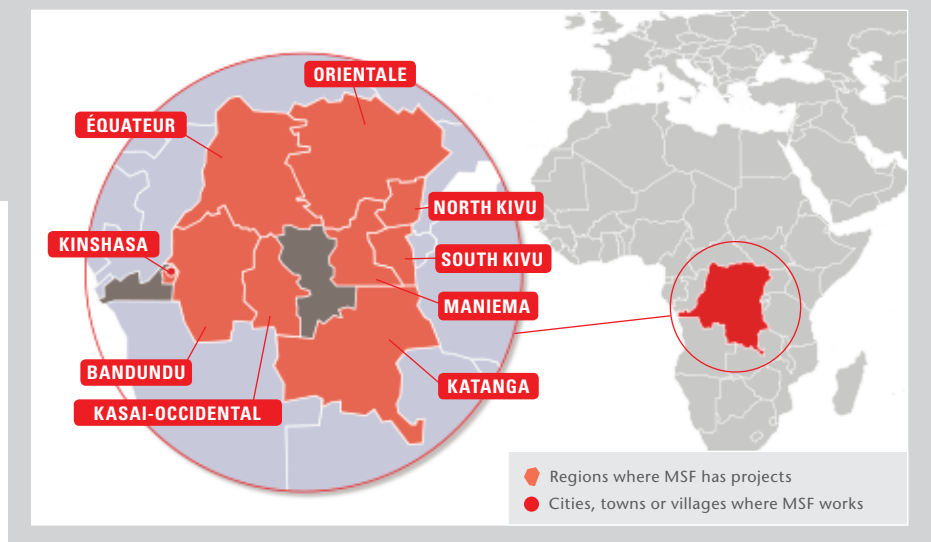 ORIENTALE
ÉQUATEUR
NORTH KIVU
KINSHASA
SOUTH KIVU
MANIEMA
BANDUNDU
KATANGA
KASAI-OCCIDENTAL
Regions where MSF has projects
Cities, towns or villages where MSF works